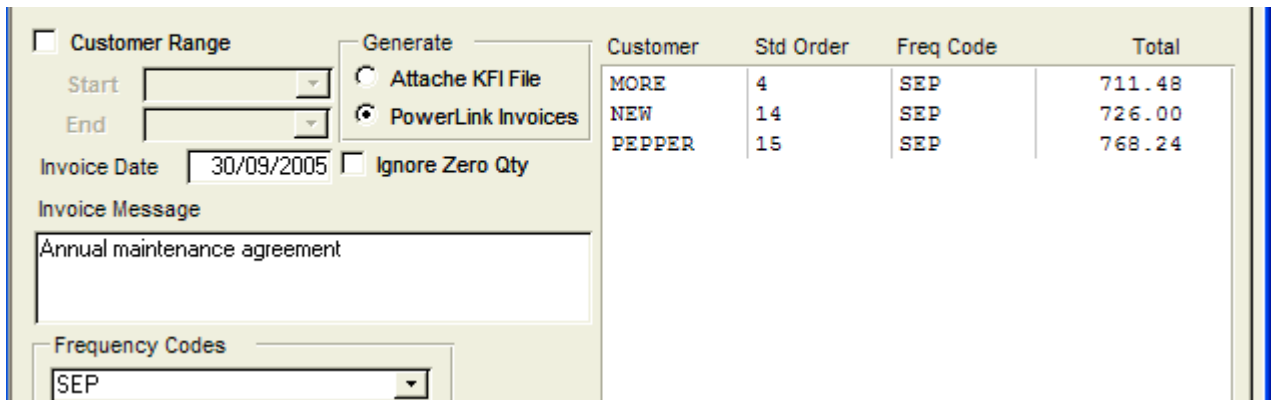 Customer Range
Start
End
Generate
Attache KFI File
PowerLink Invoices
Invoice Date 30/09/2005 Ignore Zero Qty
Invoice Message
Annual maintenance agreement
Frequency Codes
SEP
Customer Std Order Freq Code Total
MORE 4 SEP 711.48
NEW 14 SEP 726.00
PEPPER 15 SEP 768.24